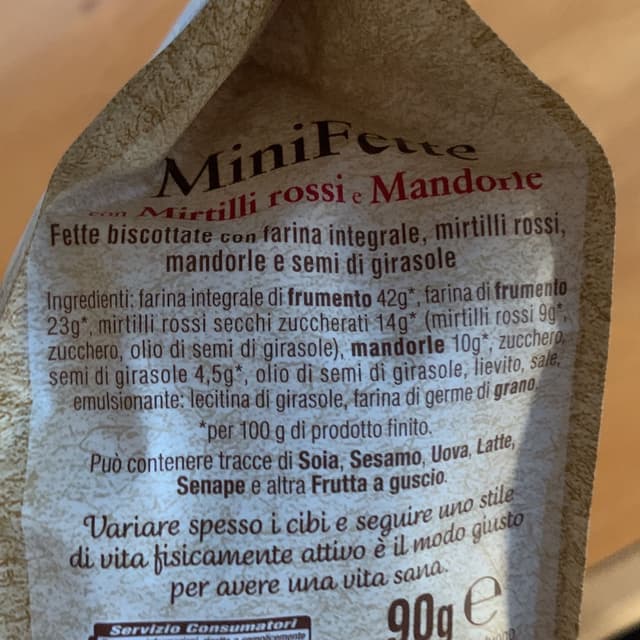 MiniFette
con Mirtilli rossi e Mandorle
Fette biscottate con farina integrale, mirtilli rossi,
mandorle e semi di girasole
Ingredienti: farina integrale di frumento 42g*, farina di frumento
23g*, mirtilli rossi secchi zuccherati 14g* (mirtilli rossi 9g*,
zucchero, olio di semi di girasole), mandorle 10g*, zucchero,
semi di girasole 4,5g*, olio di semi di girasole, lievito, sale,
emulsionante: lecitina di girasole, farina di germe di grano.
*per 100 g di prodotto finito.
Può contenere tracce di Soia, Sesamo, Uova, Latte,
Senape e altra Frutta a guscio.
Variare spesso i cibi e seguire uno stile
di vita fisicamente attivo è il modo giusto
per avere una vita sana.
Servizio Consumatori
90g e